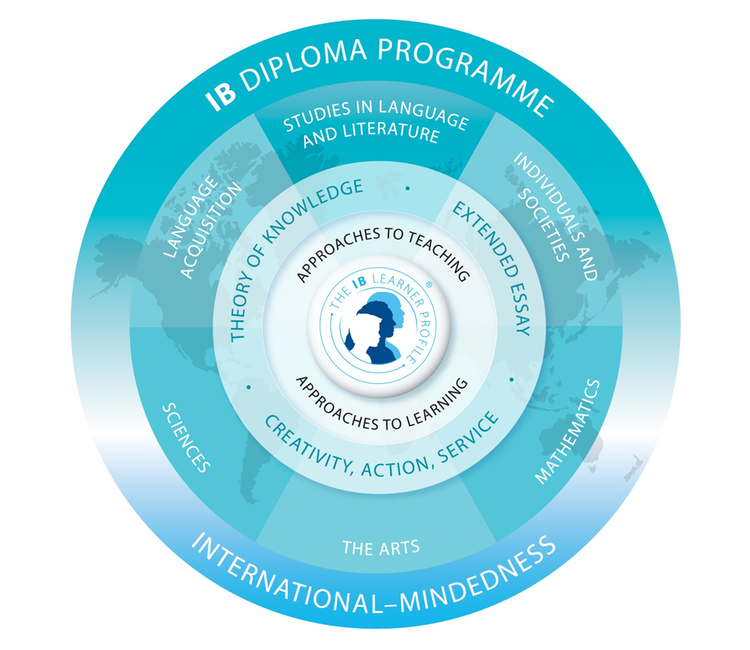 IB DIPLOMA PROGRAMME
STUDIES IN LANGUAGE
AND LITERATURE
LANGUAGE
ACQUISITION
INDIVIDUALS AND
SOCIETIES
THEORY OF KNOWLEDGE
EXTENDED ESSAY
APPROACHES TO TEACHING
THE IB LEARNER PROFILE®
APPROACHES TO LEARNING
CREATIVITY, ACTION, SERVICE
SCIENCES
MATHEMATICS
THE ARTS
INTERNATIONAL–MINDEDNESS